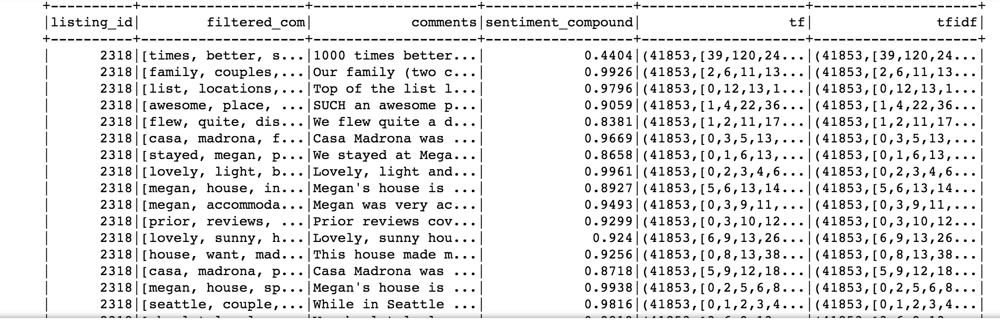 +----------+--------------------+--------------------+------------------+--------------------+--------------------+
|listing_id|        filtered_com|            comments|sentiment_compound|                  tf|               tfidf|
+----------+--------------------+--------------------+------------------+--------------------+--------------------+
|      2318|[times, better, s...|1000 times better...|            0.4404|(41853,[39,120,24...|(41853,[39,120,24...|
|      2318|[family, couples,...|Our family (two c...|            0.9926|(41853,[2,6,11,13...|(41853,[2,6,11,13...|
|      2318|[list, locations,...|Top of the list l...|            0.9796|(41853,[0,12,13,1...|(41853,[0,12,13,1...|
|      2318|[awesome, place, ...|SUCH an awesome p...|            0.9059|(41853,[1,4,22,36...|(41853,[1,4,22,36...|
|      2318|[flew, quite, dis...|We flew quite a d...|            0.8381|(41853,[1,2,11,17...|(41853,[1,2,11,17...|
|      2318|[casa, madrona, f...|Casa Madrona was ...|            0.9669|(41853,[0,3,5,13,...|(41853,[0,3,5,13,...|
|      2318|[stayed, megan, p...|We stayed at Mega...|            0.8658|(41853,[0,1,6,13,...|(41853,[0,1,6,13,...|
|      2318|[lovely, light, b...|Lovely, light and...|            0.9961|(41853,[0,2,3,4,6...|(41853,[0,2,3,4,6...|
|      2318|[megan, house, in...|Megan's house is ...|            0.8927|(41853,[5,6,13,14...|(41853,[5,6,13,14...|
|      2318|[megan, accommoda...|Megan was very ac...|            0.9493|(41853,[0,3,9,11,...|(41853,[0,3,9,11,...|
|      2318|[prior, reviews, ...|Prior reviews cov...|            0.9299|(41853,[0,3,10,12...|(41853,[0,3,10,12...|
|      2318|[lovely, sunny, h...|Lovely, sunny hou...|             0.924|(41853,[6,9,13,26...|(41853,[6,9,13,26...|
|      2318|[house, want, mad...|This house made m...|            0.9256|(41853,[0,8,13,38...|(41853,[0,8,13,38...|
|      2318|[casa, madrona, p...|Casa Madrona was ...|            0.8718|(41853,[5,9,12,18...|(41853,[5,9,12,18...|
|      2318|[megan, house, sp...|Megan's house is ...|            0.9938|(41853,[0,2,5,6,8...|(41853,[0,2,5,6,8...|
|      2318|[seattle, couple,...|While in Seattle ...|            0.9816|(41853,[0,1,2,3,4...|(41853,[0,1,2,3,4...|